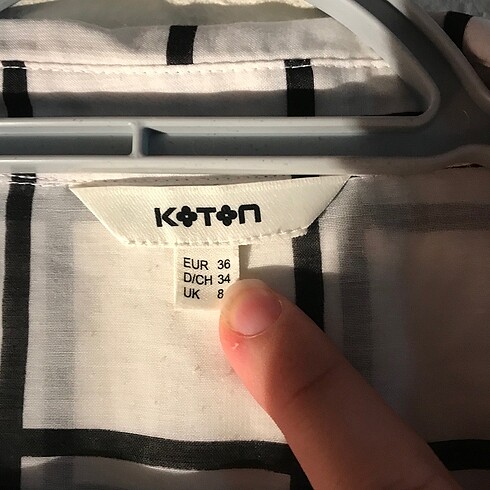 KOTON
EUR 36
D/CH 34
UK 8